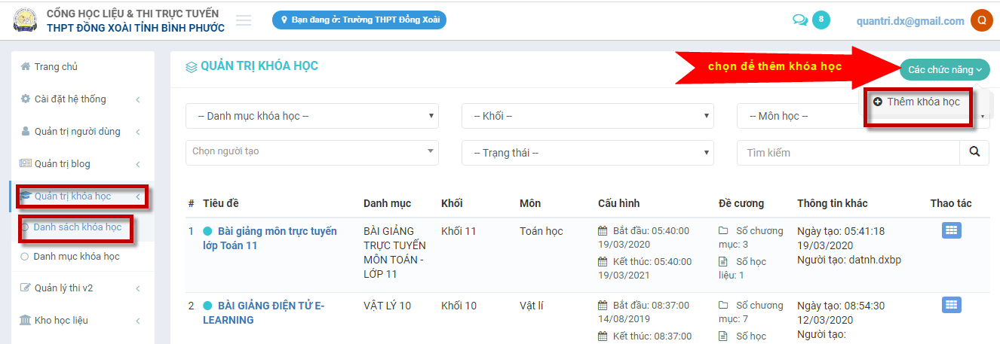 CỔNG HỌC LIỆU & THI TRỰC TUYẾN
THPT ĐỒNG XOÀI TỈNH BÌNH PHƯỚC
Bạn đang ở: Trường THPT Đồng Xoài
8
quantri.dx@gmail.com
Q
Trang chủ
Cài đặt hệ thống
Quản trị người dùng
Quản trị blog
Quản trị khóa học
Danh sách khóa học
Danh mục khóa học
Quản lý thi v2
Kho học liệu
QUẢN TRỊ KHÓA HỌC
chọn để thêm khóa học
Các chức năng
Thêm khóa học
-- Danh mục khóa học --
-- Khối --
-- Môn học --
Chọn người tạo
-- Trạng thái --
Tìm kiếm
# Tiêu đề Danh mục Khối Môn Cấu hình Đề cương Thông tin khác Thao tác
1
Bài giảng môn trực tuyến
lớp Toán 11
BÀI GIẢNG
TRỰC TUYẾN
MÔN TOÁN -
LỚP 11
Khối 11
Toán học
Bắt đầu: 05:40:00
19/03/2020
Kết thúc: 05:40:00
19/03/2021
Số chương
mục: 3
Số học
liệu: 1
Ngày tạo: 05:41:18
19/03/2020
Người tạo: datnh.dxbp
2
BÀI GIẢNG ĐIỆN TỬ E-
LEARNING
VẬT LÝ 10
Khối 10
Vật lí
Bắt đầu: 08:37:00
14/08/2019
Kết thúc: 08:37:00
Số chương
mục: 7
Số học
Ngày tạo: 08:54:30
12/03/2020
Người tạo: